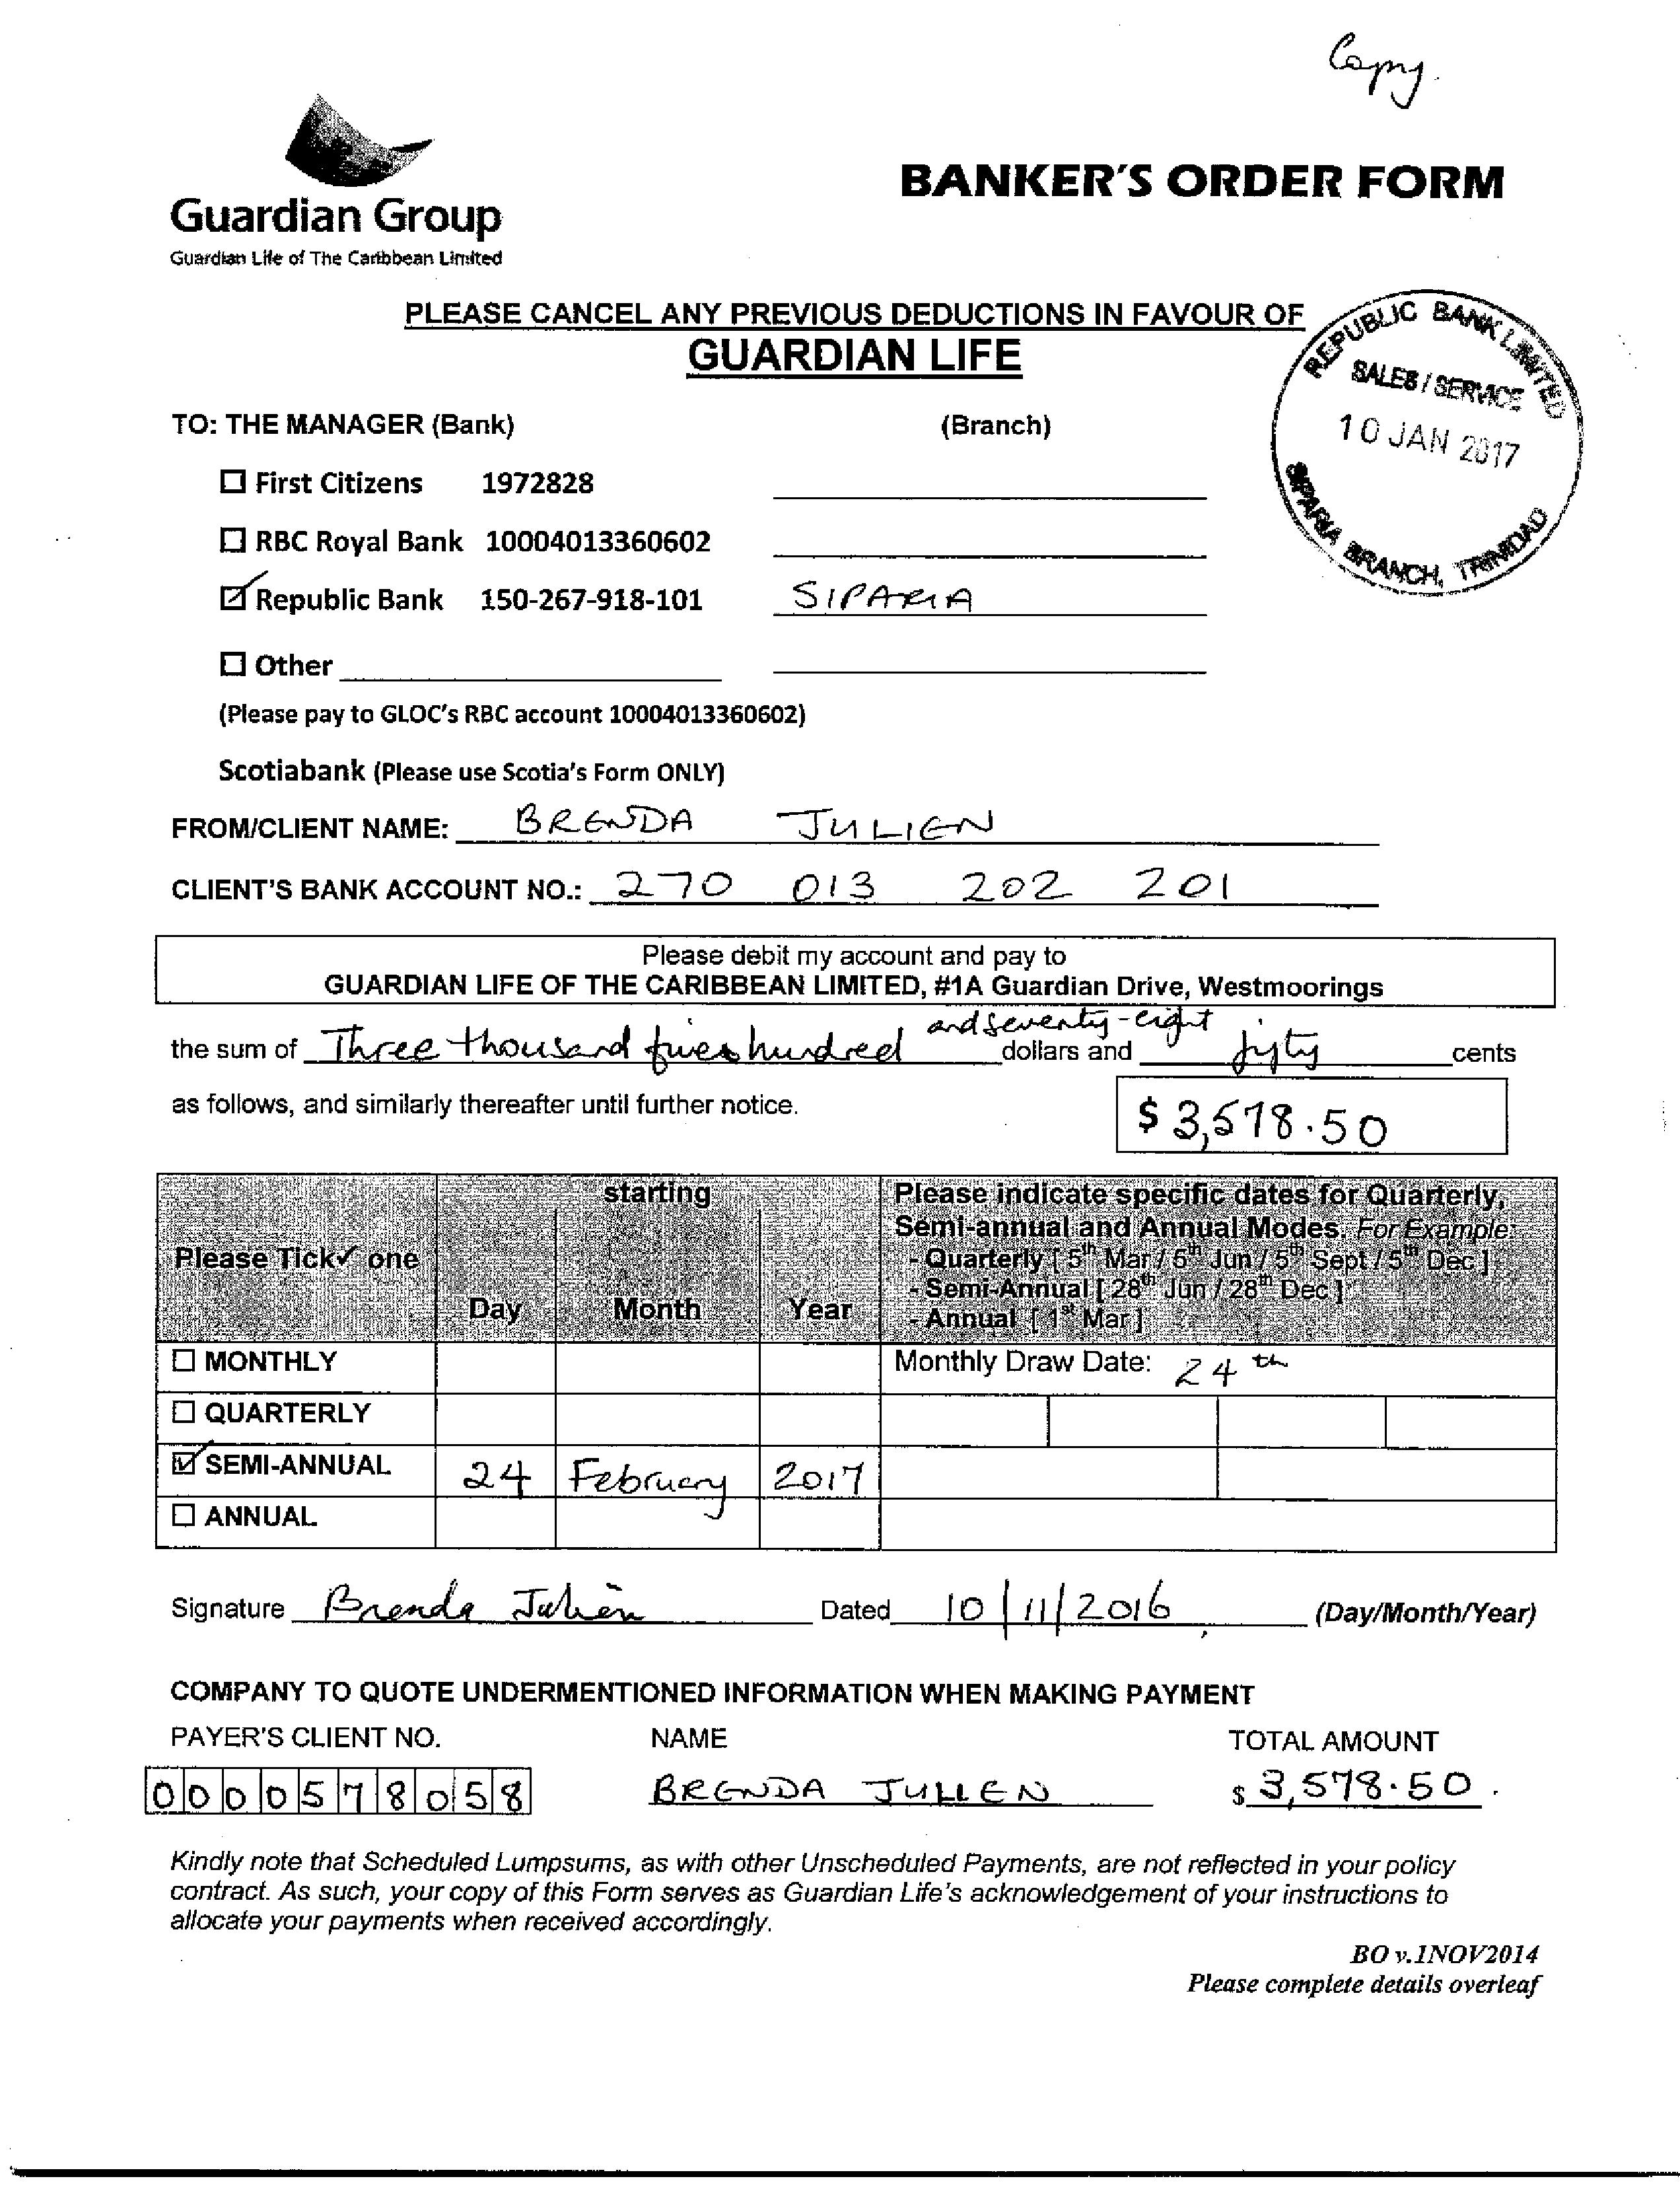 Copy.
Guardian Group
Guardian Life of The Caribbean Limited
BANKER'S ORDER FORM
PLEASE CANCEL ANY PREVIOUS DEDUCTIONS IN FAVOUR OF
GUARDIAN LIFE
REPUBLIC BANK LIMITED
SALES / SERVICE
10 JAN 2017
SIPARIA BRANCH, TRINIDAD
TO: THE MANAGER (Bank) (Branch)
☐ First Citizens 1972828
☐ RBC Royal Bank 10004013360602
☑ Republic Bank 150-267-918-101 SIPARIA
☐ Other
(Please pay to GLOC's RBC account 10004013360602)
Scotiabank (Please use Scotia's Form ONLY)
FROM/CLIENT NAME: BRENDA JULIEN
CLIENT'S BANK ACCOUNT NO.: 270 013 202 201
Please debit my account and pay to
GUARDIAN LIFE OF THE CARIBBEAN LIMITED, #1A Guardian Drive, Westmoorings
the sum of Three thousand five hundred and seventy-eight dollars and fifty cents
as follows, and similarly thereafter until further notice.
$ 3,578.50
Please Tick✓ one
starting
Day Month Year
Please indicate specific dates for Quarterly,
Semi-annual and Annual Modes. For Example:
- Quarterly [ 5th Mar / 5th Jun / 5th Sept / 5th Dec ]
- Semi-Annual [ 28th Jun / 28th Dec ]
- Annual [ 1st Mar ]
☐ MONTHLY Monthly Draw Date: 24th
☐ QUARTERLY
☑ SEMI-ANNUAL 24 February 2017
☐ ANNUAL
Signature Brenda Julien Dated 10/11/2016 (Day/Month/Year)
COMPANY TO QUOTE UNDERMENTIONED INFORMATION WHEN MAKING PAYMENT
PAYER'S CLIENT NO. NAME TOTAL AMOUNT
0000578058 BRENDA JULIEN $ 3,578.50.
Kindly note that Scheduled Lumpsums, as with other Unscheduled Payments, are not reflected in your policy
contract. As such, your copy of this Form serves as Guardian Life's acknowledgement of your instructions to
allocate your payments when received accordingly.
BO v.1NOV2014
Please complete details overleaf